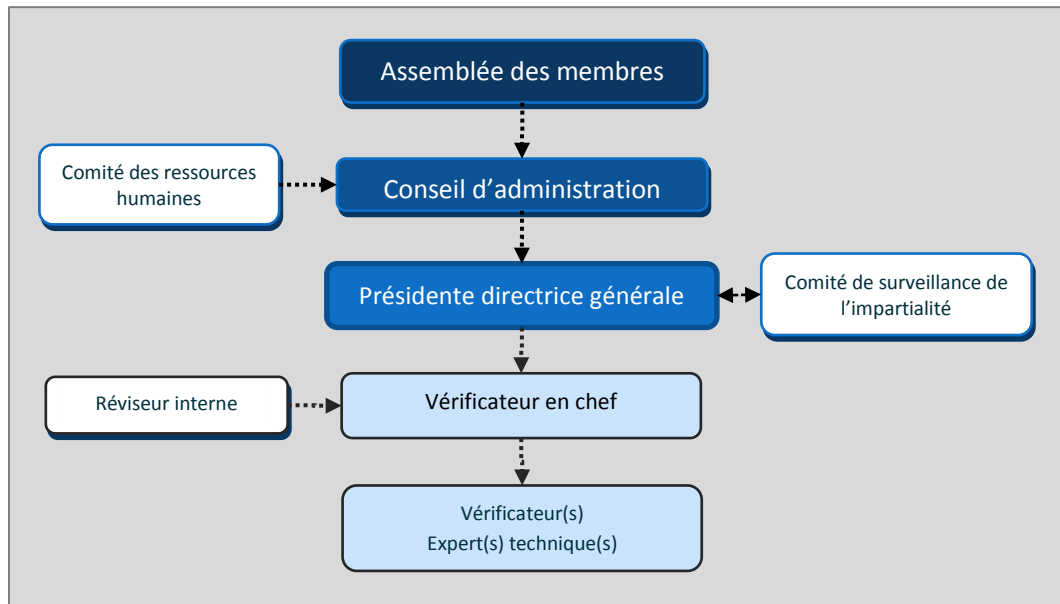 Assemblée des membres
Comité des ressources
humaines
Conseil d’administration
Présidente directrice générale
Comité de surveillance de
l’impartialité
Réviseur interne
Vérificateur en chef
Vérificateur(s)
Expert(s) technique(s)